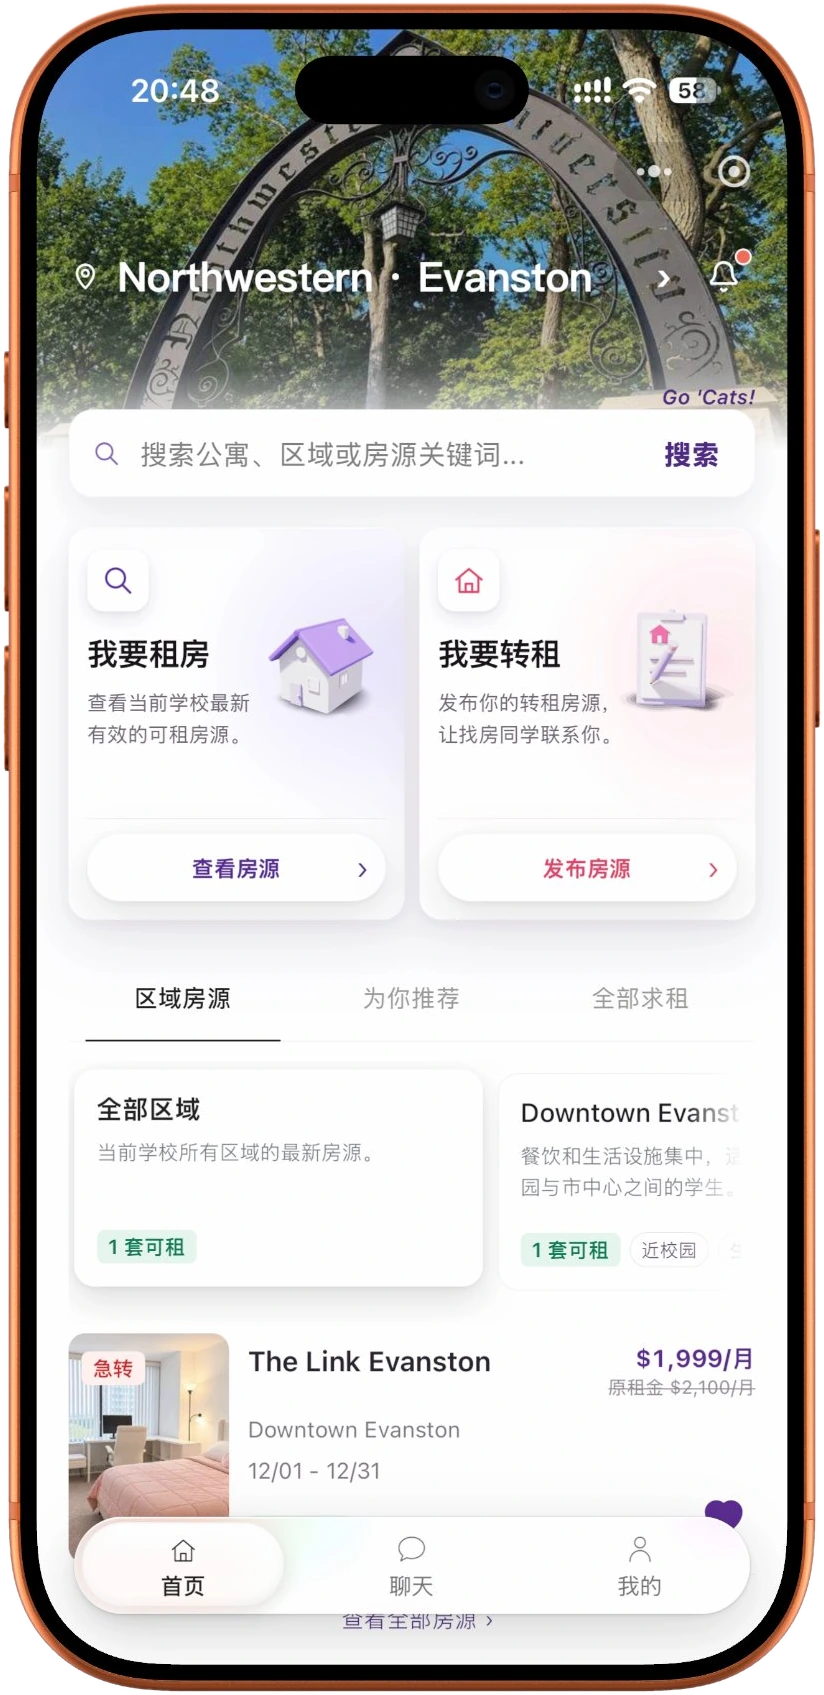 20:48
58
Northwestern University
Northwestern · Evanston
Go 'Cats!
搜索公寓、区域或房源关键词...
搜索
我要租房
查看当前学校最新
有效的可租房源。
查看房源
我要转租
发布你的转租房源，
让找房同学联系你。
发布房源
区域房源
为你推荐
全部求租
全部区域
当前学校所有区域的最新房源。
1 套可租
Downtown Evanst
餐饮和生活设施集中，
园与市中心之间的学生。
1 套可租
近校园
急转
The Link Evanston
$1,999/月
原租金 $2,100/月
Downtown Evanston
12/01 - 12/31
首页
聊天
我的
查看全部房源